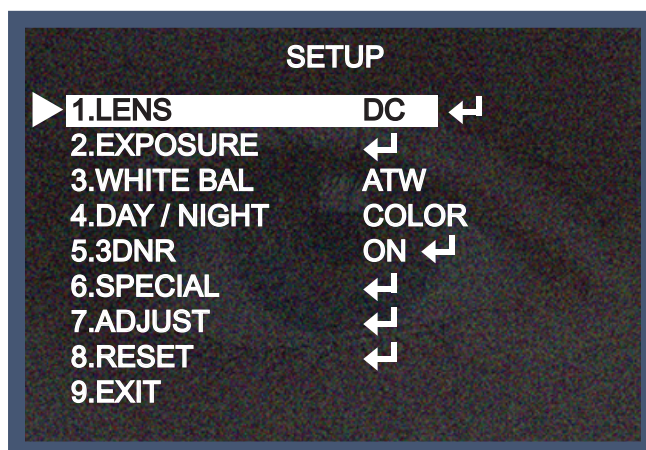 SETUP
1.LENS DC
2.EXPOSURE
3.WHITE BAL ATW
4.DAY / NIGHT COLOR
5.3DNR ON
6.SPECIAL
7.ADJUST
8.RESET
9.EXIT